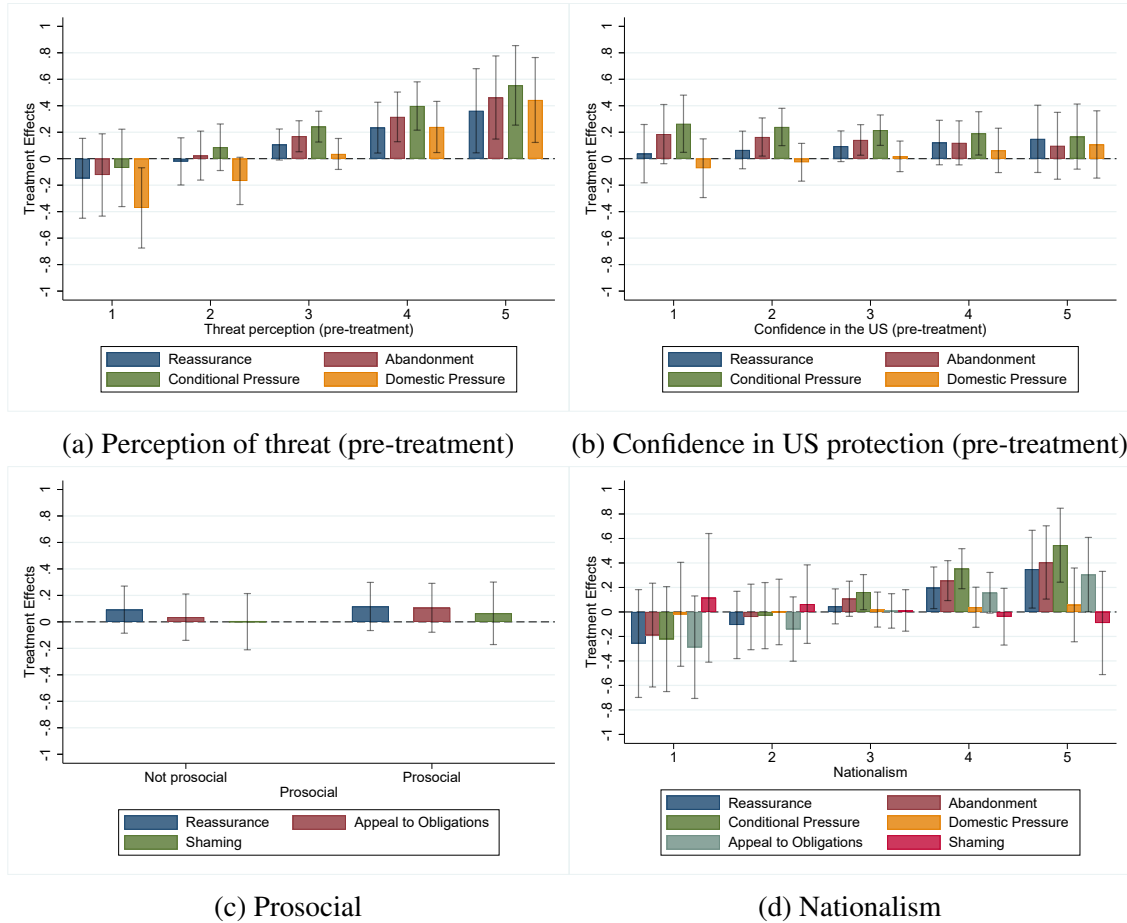 Treatment Effects
1
.8
.6
.4
.2
0
-.2
-.4
-.6
-.8
-1
1 2 3 4 5
Threat perception (pre-treatment)
Reassurance Abandonment
Conditional Pressure Domestic Pressure
(a) Perception of threat (pre-treatment)
Treatment Effects
1
.8
.6
.4
.2
0
-.2
-.4
-.6
-.8
-1
1 2 3 4 5
Confidence in the US (pre-treatment)
Reassurance Abandonment
Conditional Pressure Domestic Pressure
(b) Confidence in US protection (pre-treatment)
Treatment Effects
1
.8
.6
.4
.2
0
-.2
-.4
-.6
-.8
-1
Not prosocial Prosocial
Prosocial
Reassurance Appeal to Obligations
Shaming
(c) Prosocial
Treatment Effects
1
.8
.6
.4
.2
0
-.2
-.4
-.6
-.8
-1
1 2 3 4 5
Nationalism
Reassurance Abandonment
Conditional Pressure Domestic Pressure
Appeal to Obligations Shaming
(d) Nationalism